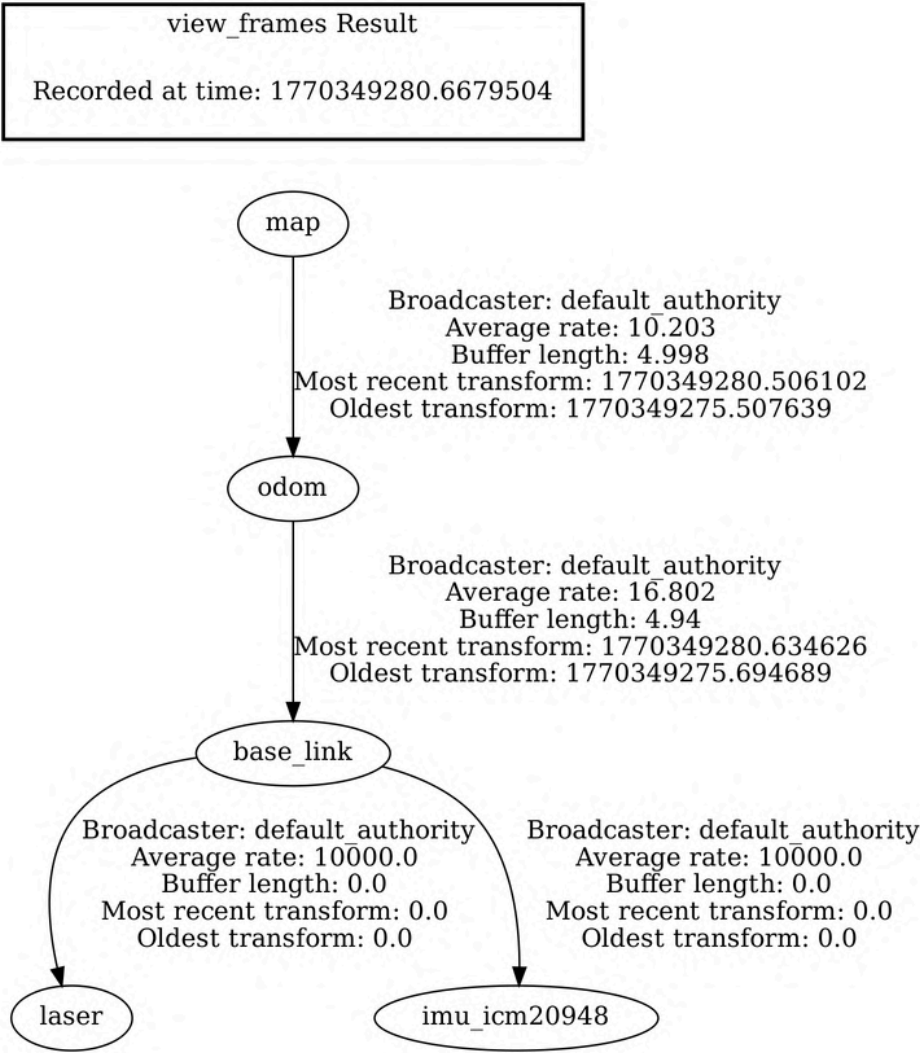 view_frames Result
Recorded at time: 1770349280.6679504
map
Broadcaster: default_authority
Average rate: 10.203
Buffer length: 4.998
Most recent transform: 1770349280.506102
Oldest transform: 1770349275.507639
odom
Broadcaster: default_authority
Average rate: 16.802
Buffer length: 4.94
Most recent transform: 1770349280.634626
Oldest transform: 1770349275.694689
base_link
Broadcaster: default_authority
Average rate: 10000.0
Buffer length: 0.0
Most recent transform: 0.0
Oldest transform: 0.0
Broadcaster: default_authority
Average rate: 10000.0
Buffer length: 0.0
Most recent transform: 0.0
Oldest transform: 0.0
laser
imu_icm20948